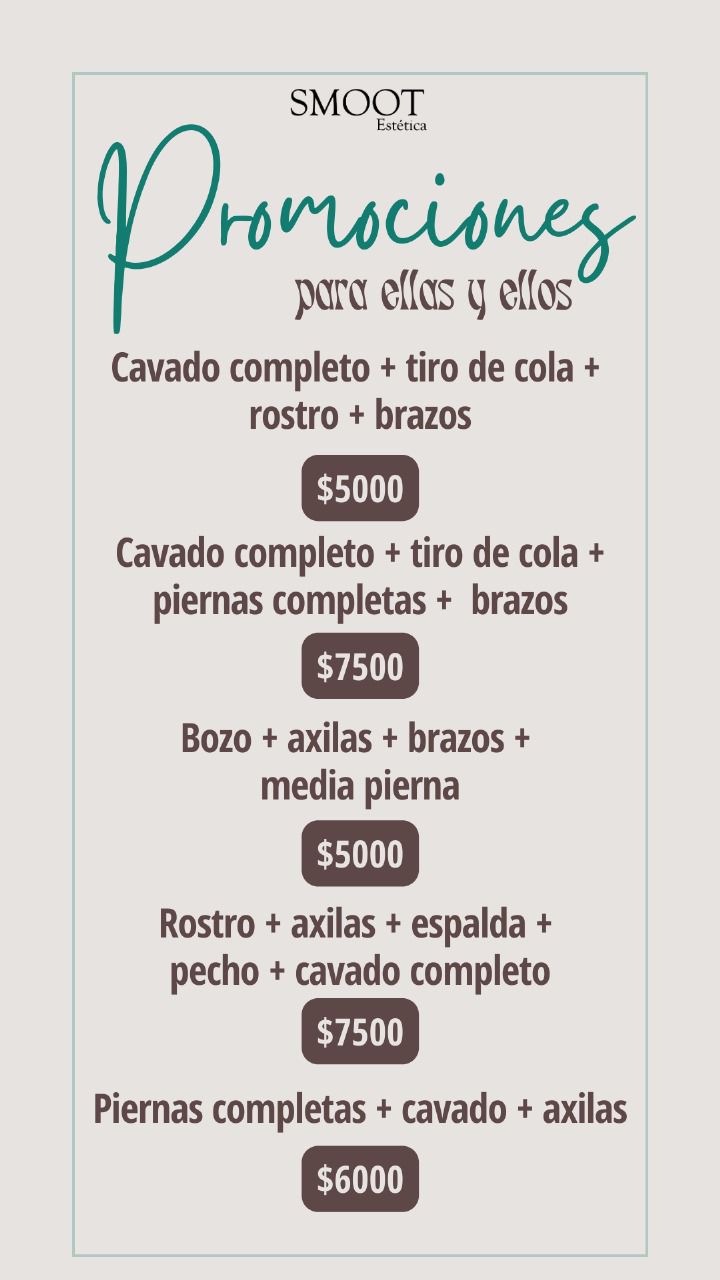 SMOOT
Estética
Promociones
para ellas y ellos
Cavado completo + tiro de cola +
rostro + brazos
$5000
Cavado completo + tiro de cola +
piernas completas + brazos
$7500
Bozo + axilas + brazos +
media pierna
$5000
Rostro + axilas + espalda +
pecho + cavado completo
$7500
Piernas completas + cavado + axilas
$6000